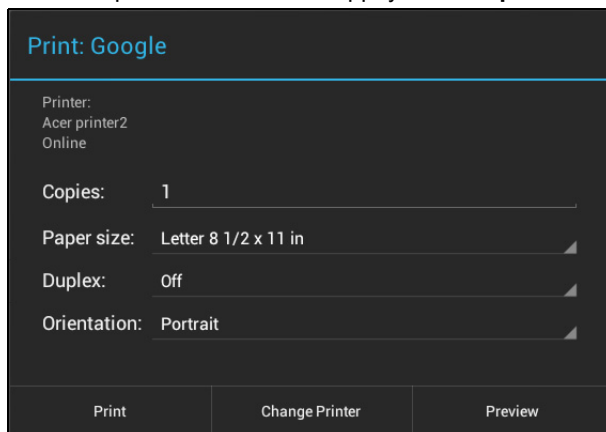 Print: Google
Printer:
Acer printer2
Online
Copies: 1
Paper size: Letter 8 1/2 x 11 in
Duplex: Off
Orientation: Portrait
Print Change Printer Preview